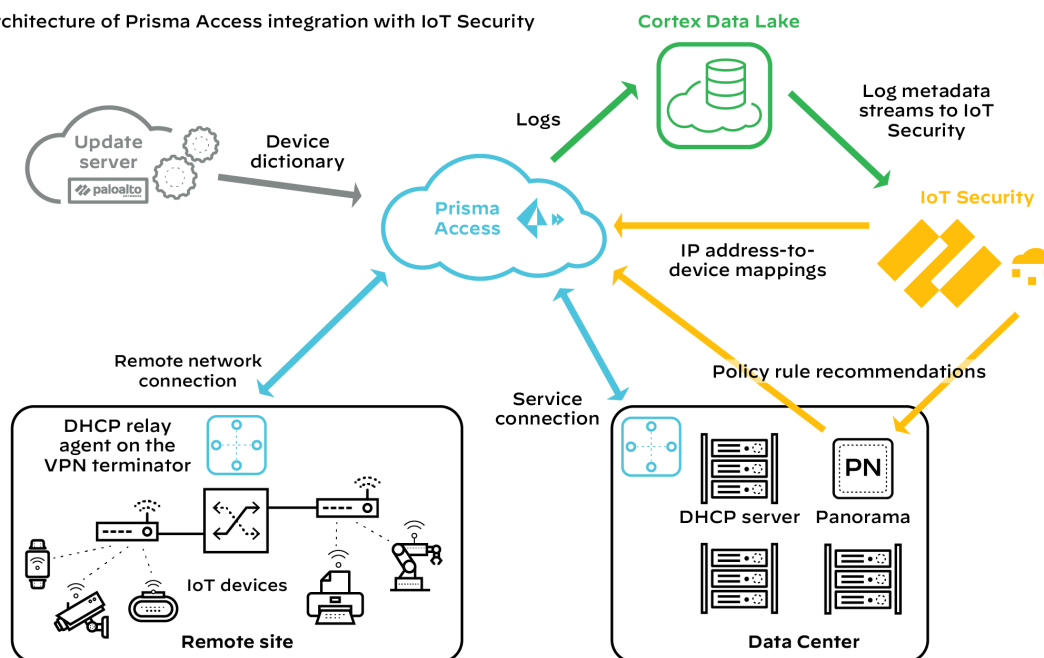 rchitecture of Prisma Access integration with IoT Security
Cortex Data Lake
Logs
Log metadata
streams to IoT
Security
Update
server
paloalto
NETWORKS
Device
dictionary
Prisma
Access
IoT Security
IP address-to-
device mappings
Remote network
connection
Service
connection
Policy rule recommendations
DHCP relay
agent on the
VPN terminator
IoT devices
Remote site
PN
DHCP server
Panorama
Data Center